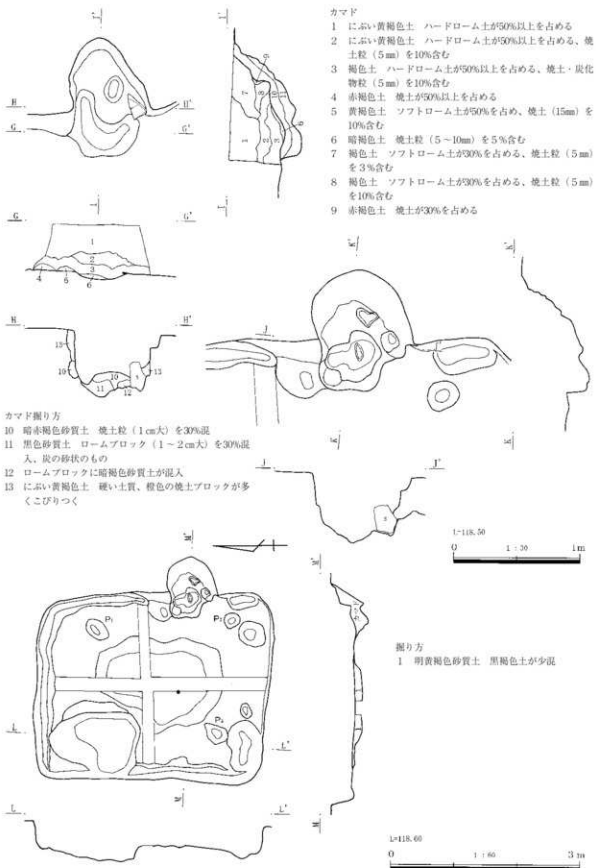 カマド
1 にぶい黄褐色土 ハードローム土が50%以上を占める
2 にぶい黄褐色土 ハードローム土が50%以上を占める、焼
土粒（5㎜）を10%含む
3 褐色土 ハードローム土が50%以上を占める、焼土・炭化
物粒（5㎜）を10%含む
4 赤褐色土 焼土が50%以上を占める
5 黄褐色土 ソフトローム土が50%を占め、焼土（15㎜）を
10%含む
6 暗褐色土 焼土粒（5～10㎜）を5%含む
7 褐色土 ソフトローム土が30%を占める、焼土粒（5㎜）
を3%含む
8 褐色土 ソフトローム土が30%を占める、焼土粒（5㎜）
を10%含む
9 赤褐色土 焼土が30%を占める
I'
I'
H
H'
G
G'
I
I
G
G'
1
2
3
4
6
6
H
H'
13
10
10
11
12
13
K'
K'
J
K
K
カマド掘り方
10 暗赤褐色砂質土 焼土粒（1㎝大）を30%混
11 黒色砂質土 ロームブロック（1～2㎝大）を30%混
入、炭の砂状のもの
12 ロームブロックに暗褐色砂質土が混入
13 にぶい黄褐色土 硬い土質、橙色の焼土ブロックが多
くこびりつく
J
J'
L=118.50
0
1：30
1m
M'
M'
P1
P2
P4
L
L'
M
M
掘り方
1 明黄褐色砂質土 黒褐色土が少混
L
L'
L=118.60
0
1：60
3m